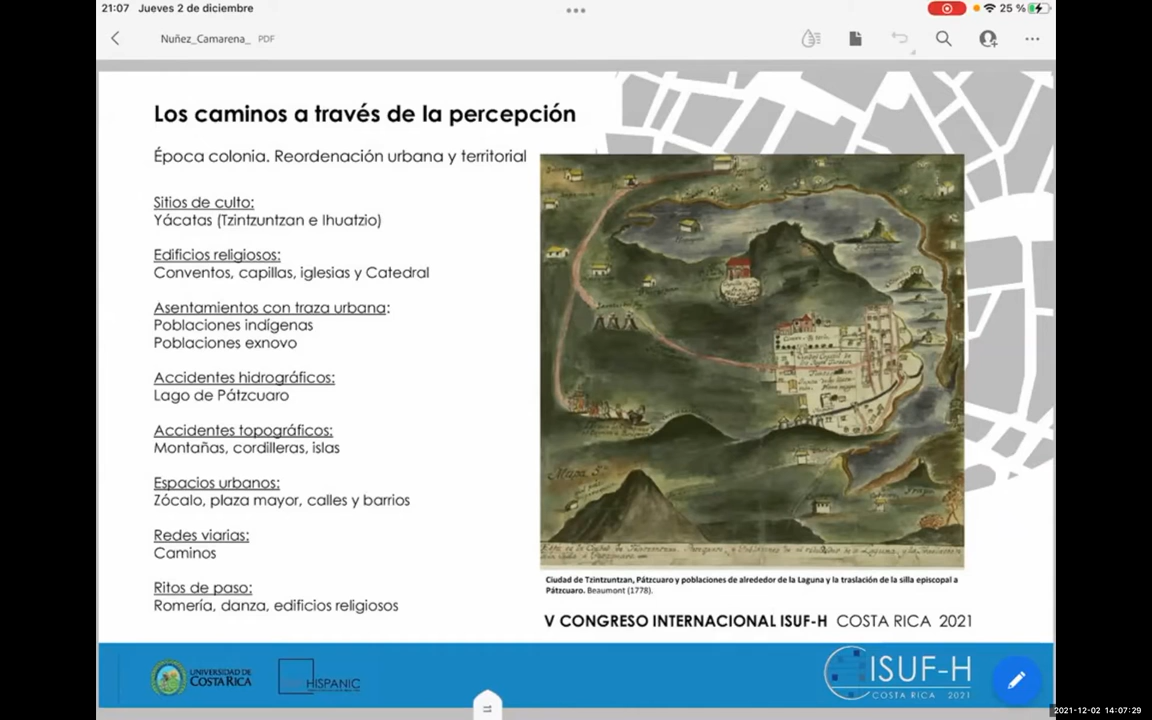 21:07 Jueves 2 de diciembre
25 %
Nuñez_Camarena_ PDF
Los caminos a través de la percepción
Época colonia. Reordenación urbana y territorial
Sitios de culto:
Yácatas (Tzintzuntzan e Ihuatzio)
Edificios religiosos:
Conventos, capillas, iglesias y Catedral
Asentamientos con traza urbana:
Poblaciones indígenas
Poblaciones exnovo
Accidentes hidrográficos:
Lago de Pátzcuaro
Accidentes topográficos:
Montañas, cordilleras, islas
Espacios urbanos:
Zócalo, plaza mayor, calles y barrios
Redes viarias:
Caminos
Ritos de paso:
Romería, danza, edificios religiosos
Mapa 5º
Ciudad de Tzintzuntzan, Pátzcuaro y poblaciones de alrededor de la Laguna y la traslación de la silla episcopal a
Pátzcuaro. Beaumont (1778).
V CONGRESO INTERNACIONAL ISUF-H COSTA RICA 2021
UNIVERSIDAD DE
COSTA RICA
HISPANIC
ISUF-H
COSTA RICA 2021
11
2021-12-02 14:07:29